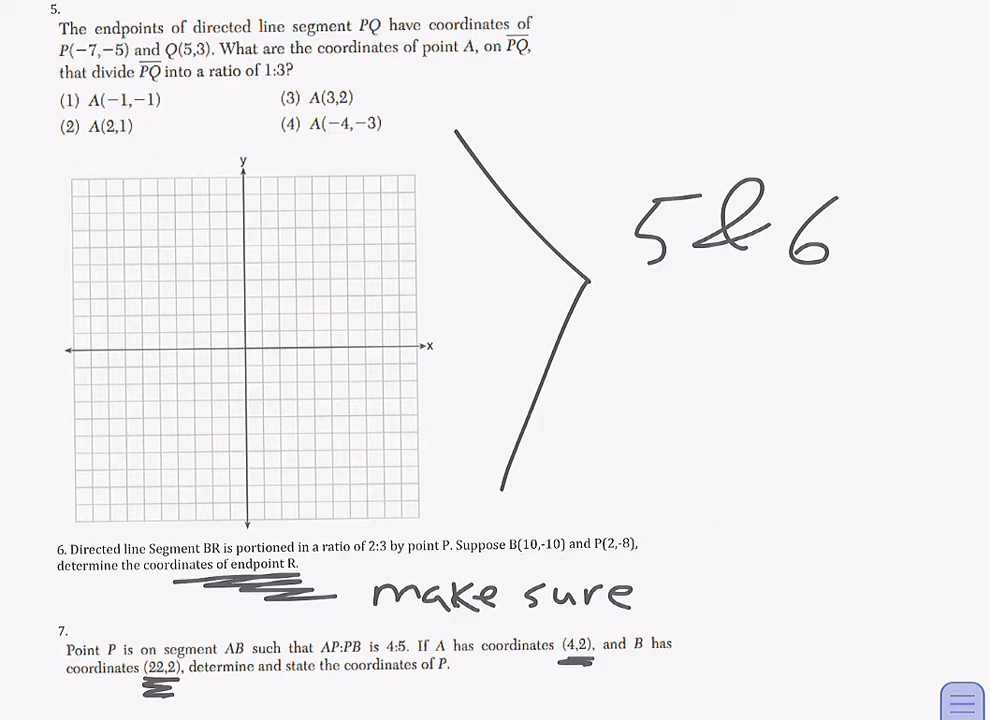 5.
The endpoints of directed line segment PQ have coordinates of
P(−7,−5) and Q(5,3). What are the coordinates of point A, on PQ,
that divide PQ into a ratio of 1:3?
(1) A(−1,−1) (3) A(3,2)
(2) A(2,1) (4) A(−4,−3)
5 & 6
y
x
6. Directed line Segment BR is portioned in a ratio of 2:3 by point P. Suppose B(10,-10) and P(2,-8),
determine the coordinates of endpoint R.
make sure
7.
Point P is on segment AB such that AP:PB is 4:5. If A has coordinates (4,2), and B has
coordinates (22,2), determine and state the coordinates of P.